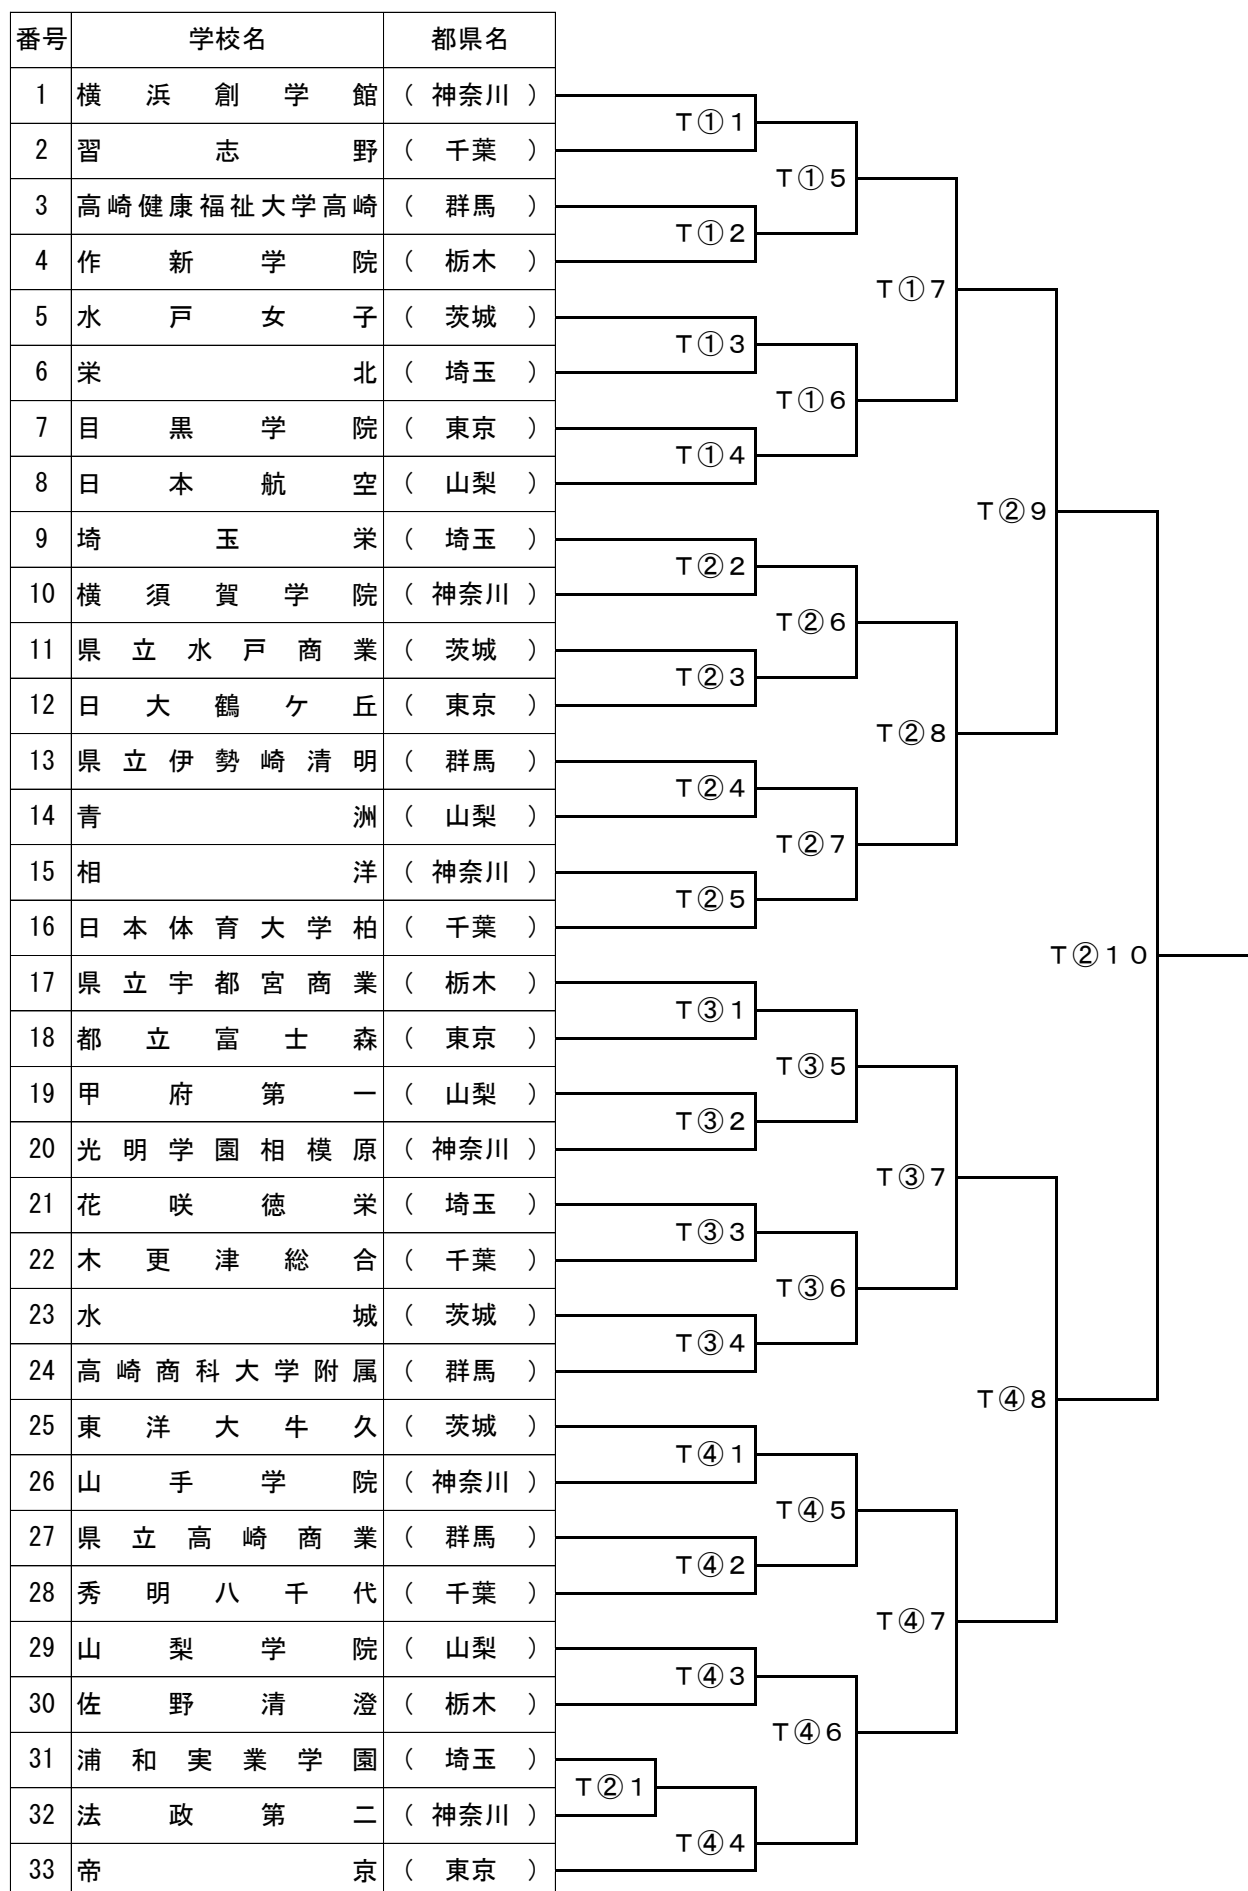 番号 学校名 都県名
1 横浜創学館 （神奈川）
T①1
2 習志野 （千葉）
T①5
3 高崎健康福祉大学高崎 （群馬）
T①2
4 作新学院 （栃木）
T①7
5 水戸女子 （茨城）
T①3
6 栄北 （埼玉）
T①6
7 目黒学院 （東京）
T①4
8 日本航空 （山梨）
T②9
9 埼玉栄 （埼玉）
T②2
10 横須賀学院 （神奈川）
T②6
11 県立水戸商業 （茨城）
T②3
12 日大鶴ケ丘 （東京）
T②8
13 県立伊勢崎清明 （群馬）
T②4
14 青洲 （山梨）
T②7
15 相洋 （神奈川）
T②5
16 日本体育大学柏 （千葉）
T②10
17 県立宇都宮商業 （栃木）
T③1
18 都立富士森 （東京）
T③5
19 甲府第一 （山梨）
T③2
20 光明学園相模原 （神奈川）
T③7
21 花咲徳栄 （埼玉）
T③3
22 木更津総合 （千葉）
T③6
23 水城 （茨城）
T③4
24 高崎商科大学附属 （群馬）
T④8
25 東洋大牛久 （茨城）
T④1
26 山手学院 （神奈川）
T④5
27 県立高崎商業 （群馬）
T④2
28 秀明八千代 （千葉）
T④7
29 山梨学院 （山梨）
T④3
30 佐野清澄 （栃木）
T④6
31 浦和実業学園 （埼玉）
T②1
32 法政第二 （神奈川）
T④4
33 帝京 （東京）